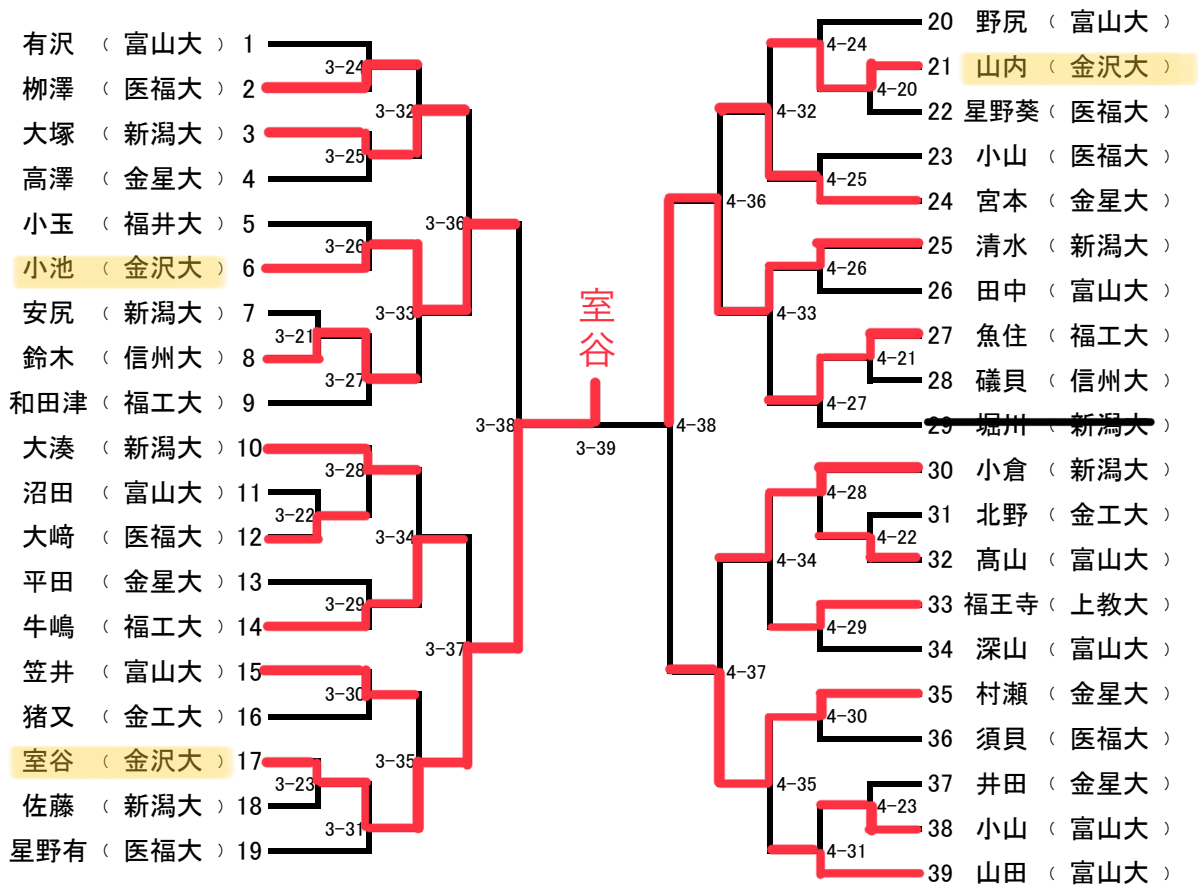 有沢 （ 富山大 ） 1
栁澤 （ 医福大 ） 2
大塚 （ 新潟大 ） 3
高澤 （ 金星大 ） 4
小玉 （ 福井大 ） 5
小池 （ 金沢大 ） 6
安尻 （ 新潟大 ） 7
鈴木 （ 信州大 ） 8
和田津 （ 福工大 ） 9
大湊 （ 新潟大 ） 10
沼田 （ 富山大 ） 11
大﨑 （ 医福大 ） 12
平田 （ 金星大 ） 13
牛嶋 （ 福工大 ） 14
笠井 （ 富山大 ） 15
猪又 （ 金工大 ） 16
室谷 （ 金沢大 ） 17
佐藤 （ 新潟大 ） 18
星野有 （ 医福大 ） 19
3-24
3-25
3-26
3-21
3-27
3-28
3-22
3-29
3-30
3-23
3-31
3-32
3-33
3-34
3-35
3-36
3-37
3-38
室谷
3-39
4-38
4-36
4-37
4-32
4-33
4-34
4-35
4-24
4-20
4-25
4-26
4-21
4-27
4-28
4-22
4-29
4-30
4-23
4-31
20 野尻 （ 富山大 ）
21 山内 （ 金沢大 ）
22 星野葵 （ 医福大 ）
23 小山 （ 医福大 ）
24 宮本 （ 金星大 ）
25 清水 （ 新潟大 ）
26 田中 （ 富山大 ）
27 魚住 （ 福工大 ）
28 礒貝 （ 信州大 ）
29 堀川 （ 新潟大 ）
30 小倉 （ 新潟大 ）
31 北野 （ 金工大 ）
32 髙山 （ 富山大 ）
33 福王寺 （ 上教大 ）
34 深山 （ 富山大 ）
35 村瀬 （ 金星大 ）
36 須貝 （ 医福大 ）
37 井田 （ 金星大 ）
38 小山 （ 富山大 ）
39 山田 （ 富山大 ）